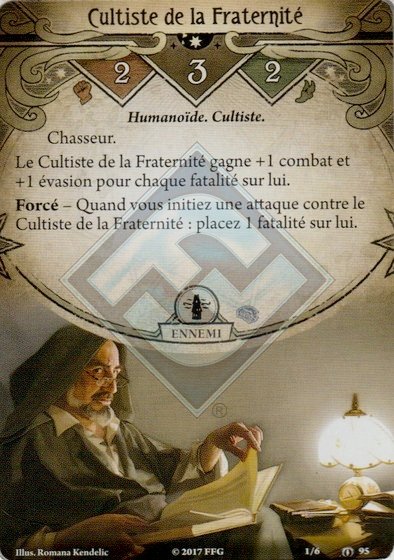 Cultiste de la Fraternité
2 3 2
Humanoïde. Cultiste.
Chasseur.
Le Cultiste de la Fraternité gagne +1 combat et
+1 évasion pour chaque fatalité sur lui.
Forcé – Quand vous initiez une attaque contre le
Cultiste de la Fraternité : placez 1 fatalité sur lui.
ENNEMI
®
Illus. Romana Kendelic © 2017 FFG 1/6 95